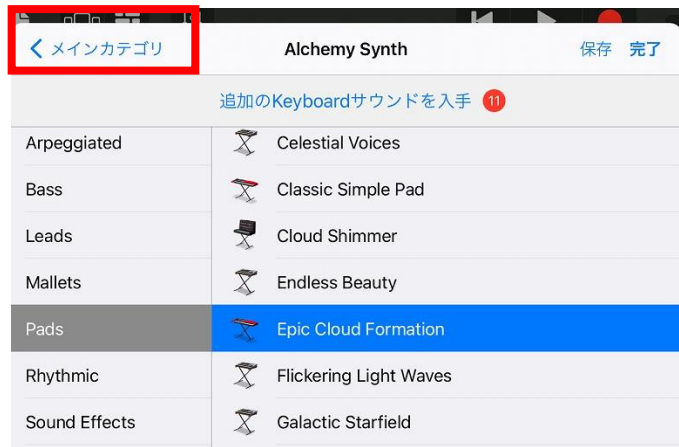 メインカテゴリ Alchemy Synth 保存 完了
追加のKeyboardサウンドを入手 11
Arpeggiated Celestial Voices
Bass Classic Simple Pad
Leads Cloud Shimmer
Mallets Endless Beauty
Pads Epic Cloud Formation
Rhythmic Flickering Light Waves
Sound Effects Galactic Starfield